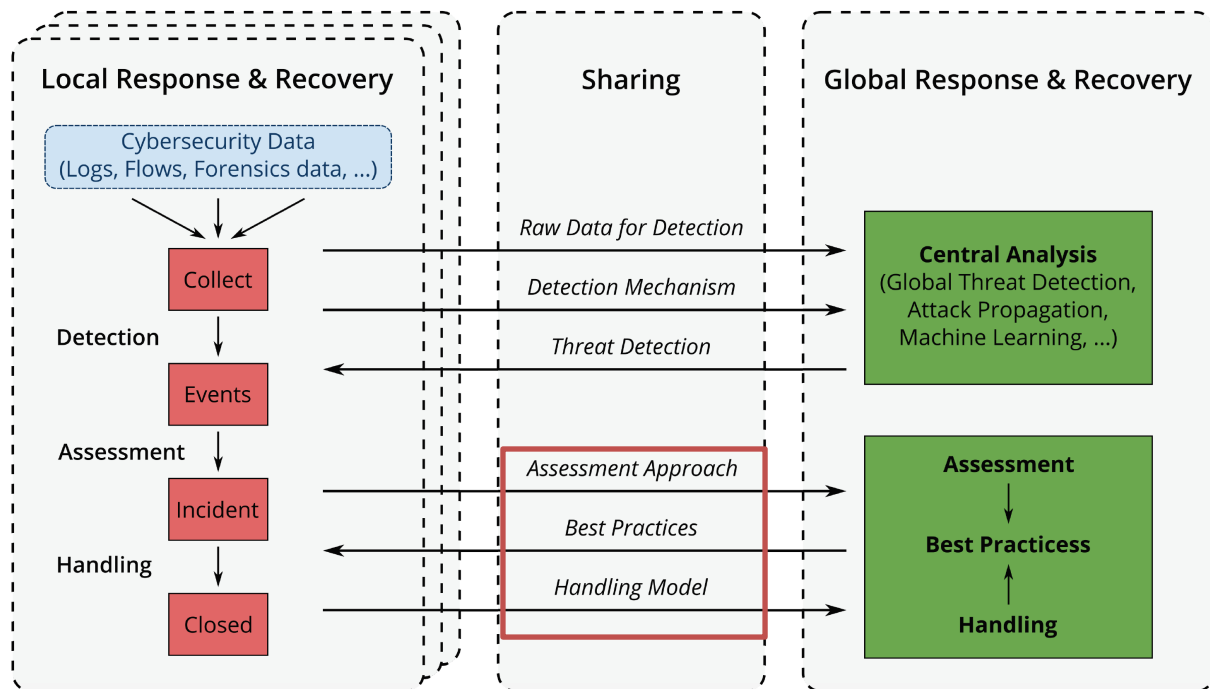 Local Response & Recovery
Cybersecurity Data
(Logs, Flows, Forensics data, ...)
Collect
Detection
Events
Assessment
Incident
Handling
Closed
Sharing
Raw Data for Detection
Detection Mechanism
Threat Detection
Assessment Approach
Best Practices
Handling Model
Global Response & Recovery
Central Analysis
(Global Threat Detection,
Attack Propagation,
Machine Learning, ...)
Assessment
Best Practicess
Handling